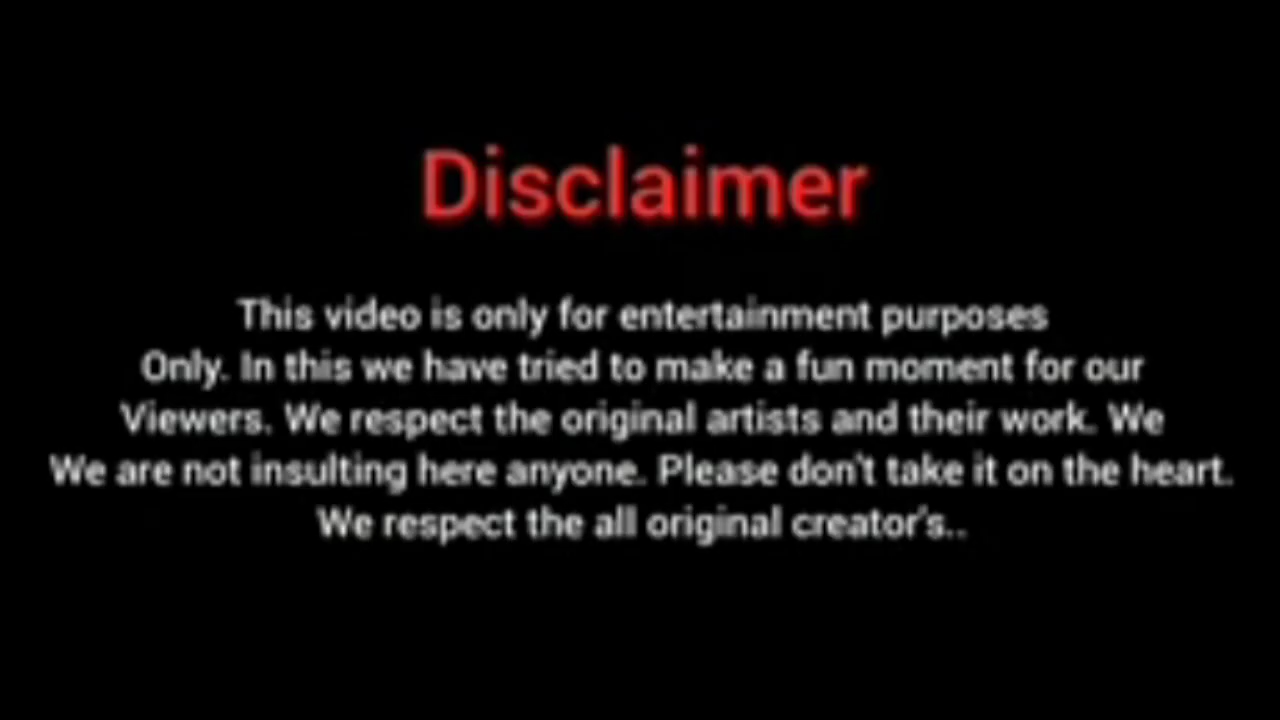 Disclaimer
This video is only for entertainment purposes
Only. In this we have tried to make a fun moment for our
Viewers. We respect the original artists and their work. We
We are not insulting here anyone. Please don't take it on the heart.
We respect the all original creator's..